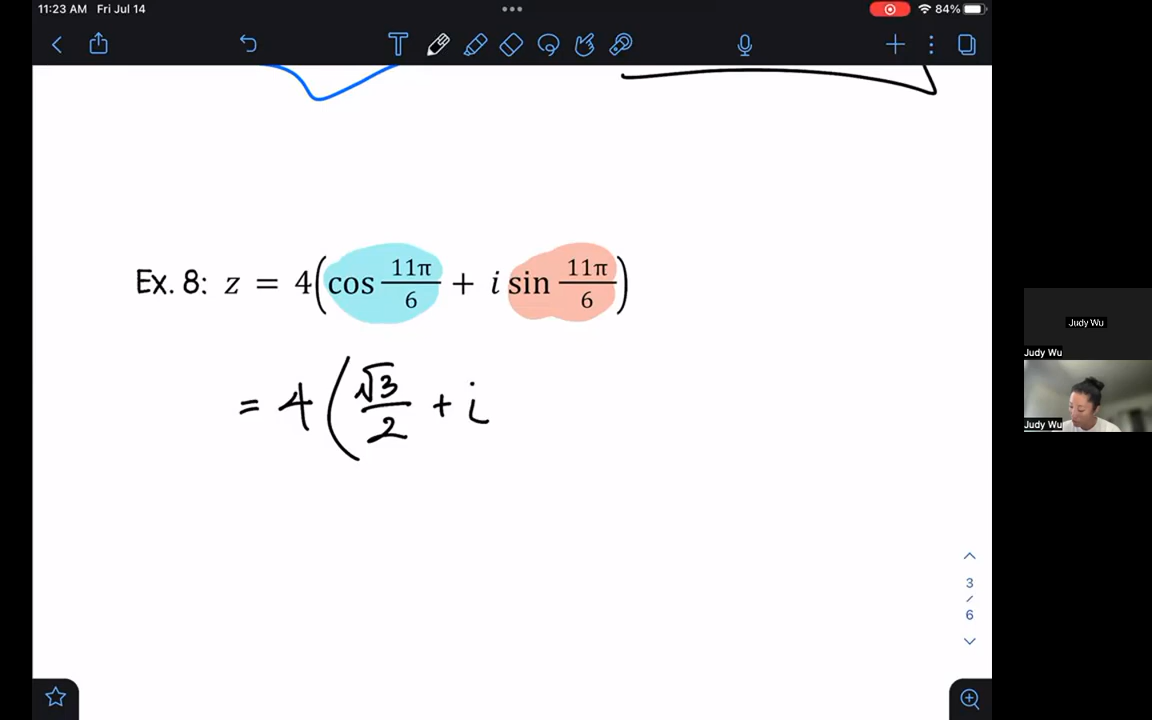 11:23 AM Fri Jul 14
84%
T
Ex. 8: z = 4(cos 11π/6 + i sin 11π/6)
= 4(√3/2 + i
3
/
6
Judy Wu
Judy Wu
Judy Wu